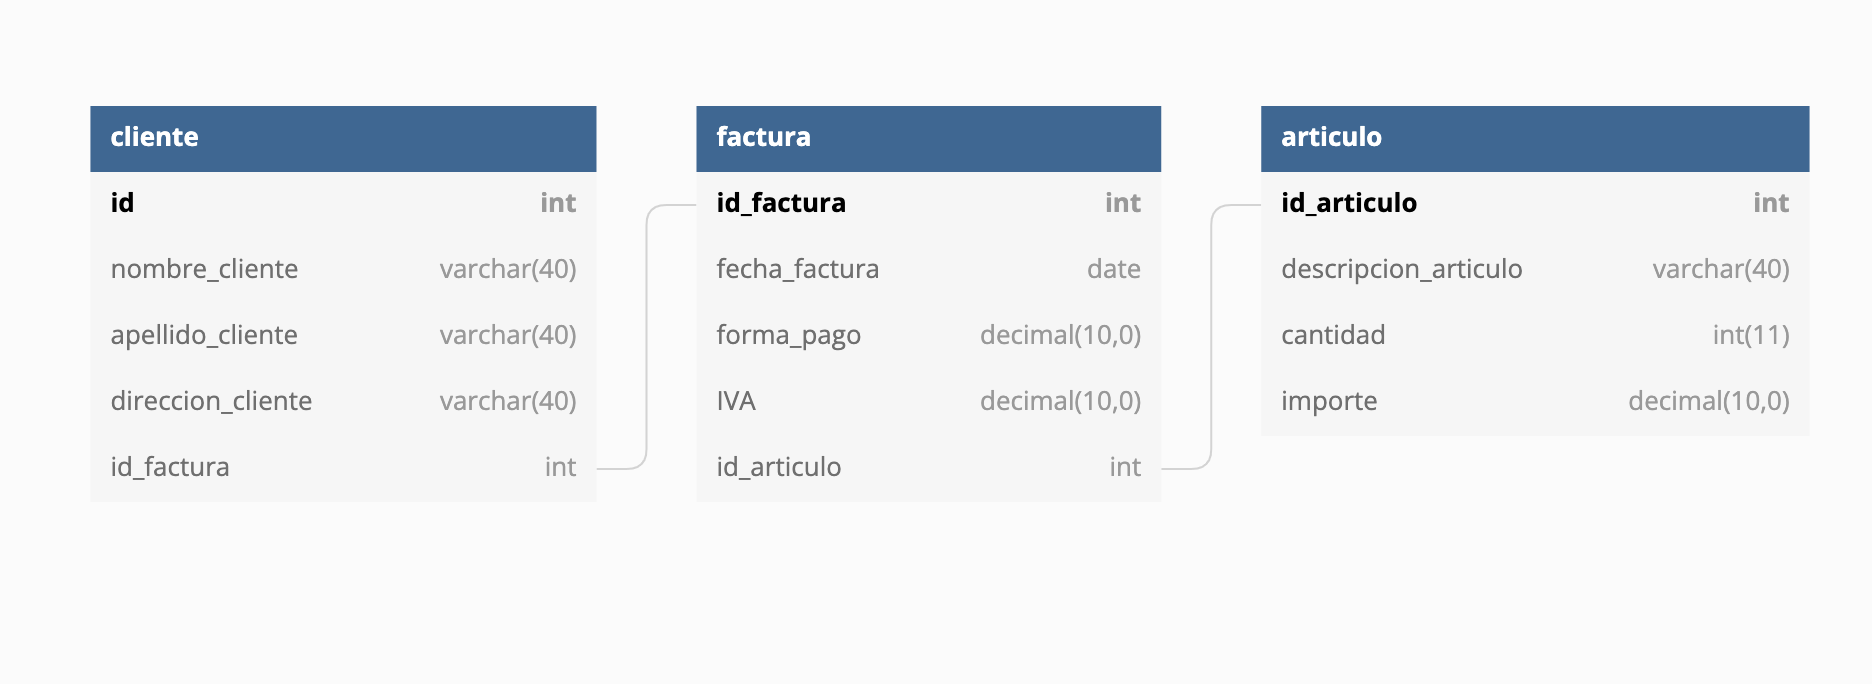 cliente
id int
nombre_cliente varchar(40)
apellido_cliente varchar(40)
direccion_cliente varchar(40)
id_factura int
factura
id_factura int
fecha_factura date
forma_pago decimal(10,0)
IVA decimal(10,0)
id_articulo int
articulo
id_articulo int
descripcion_articulo varchar(40)
cantidad int(11)
importe decimal(10,0)